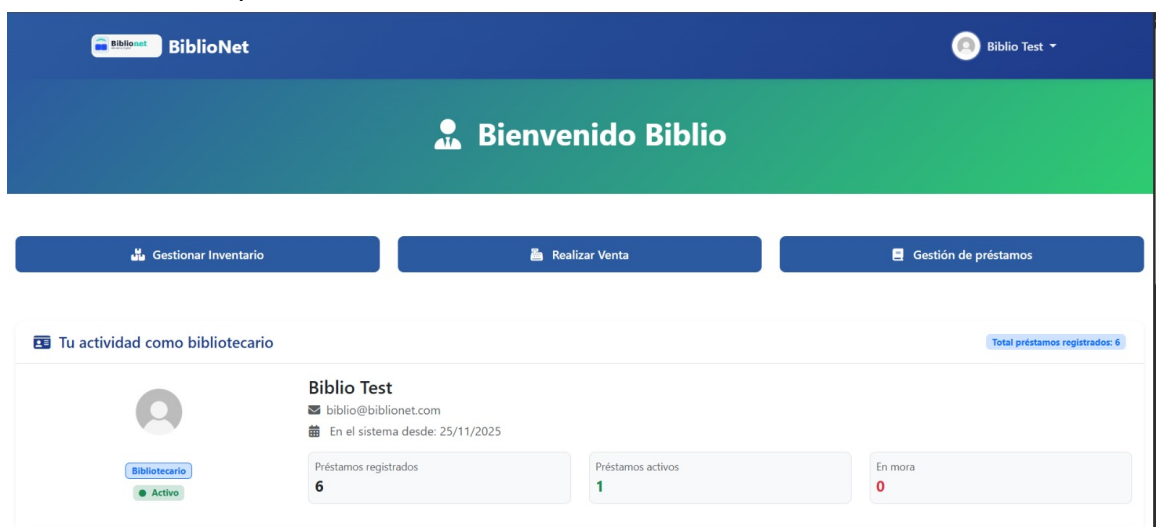 Biblionet
BiblioNet
Biblio Test
Bienvenido Biblio
Gestionar Inventario
Realizar Venta
Gestión de préstamos
Tu actividad como bibliotecario
Total préstamos registrados: 6
Biblio Test
biblio@biblionet.com
En el sistema desde: 25/11/2025
Bibliotecario
Activo
Préstamos registrados
6
Préstamos activos
1
En mora
0